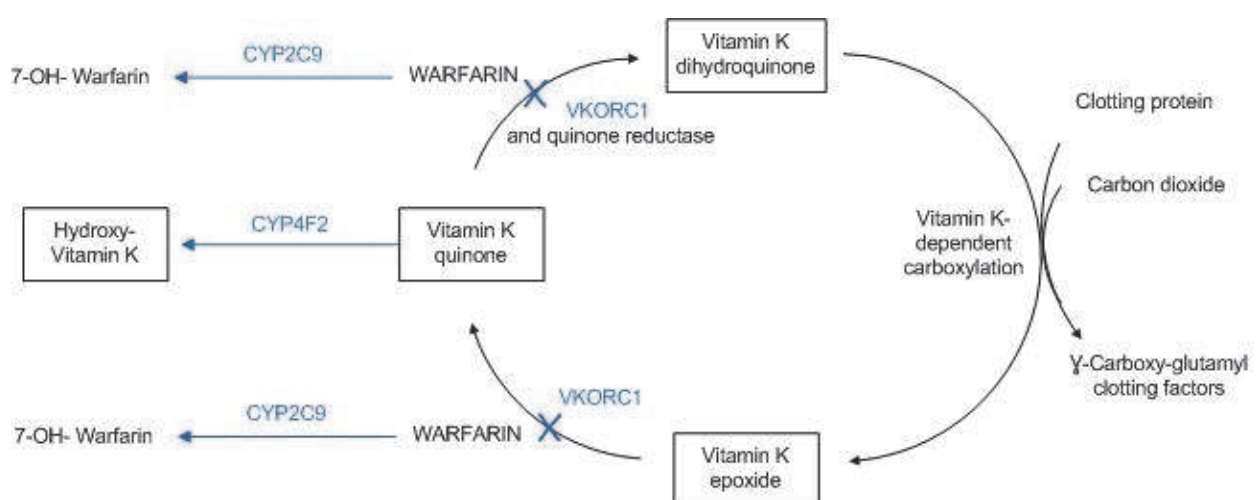 Vitamin K
dihydroquinone
CYP2C9
7-OH- Warfarin
WARFARIN
VKORC1
and quinone reductase
Clotting protein
Carbon dioxide
Hydroxy-
Vitamin K
CYP4F2
Vitamin K
quinone
Vitamin K-
dependent
carboxylation
Ɣ-Carboxy-glutamyl
clotting factors
CYP2C9
7-OH- Warfarin
WARFARIN
VKORC1
Vitamin K
epoxide